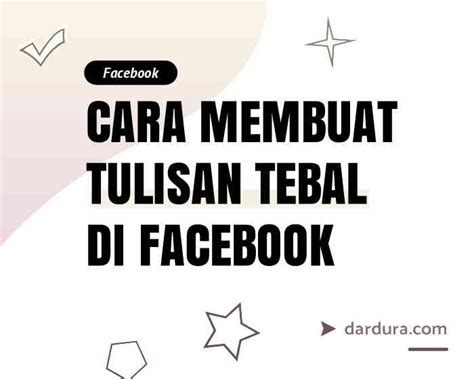 Facebook
CARA MEMBUAT
TULISAN TEBAL
DI FACEBOOK
dardura.com